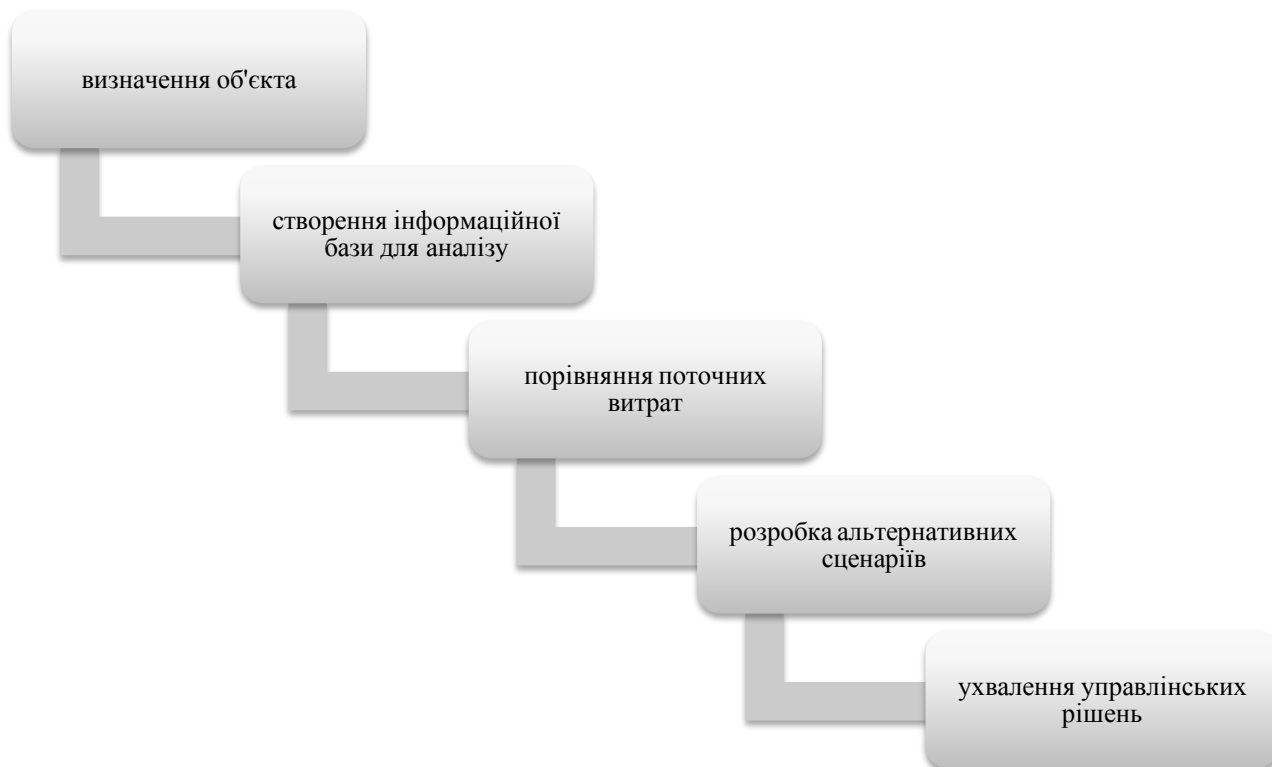 визначення об'єкта
створення інформаційної
бази для аналізу
порівняння поточних
витрат
розробка альтернативних
сценаріїв
ухвалення управлінських
рішень